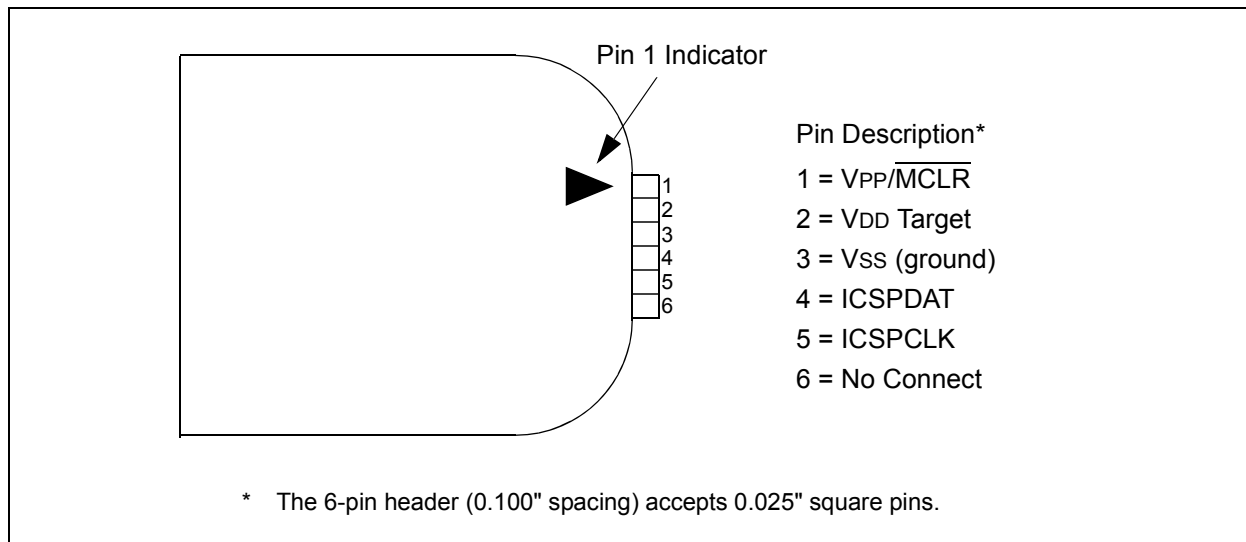 Pin 1 Indicator
Pin Description*
1 = VPP/M̅C̅L̅R̅
2 = VDD Target
3 = VSS (ground)
4 = ICSPDAT
5 = ICSPCLK
6 = No Connect
1
2
3
4
5
6
* The 6-pin header (0.100" spacing) accepts 0.025" square pins.